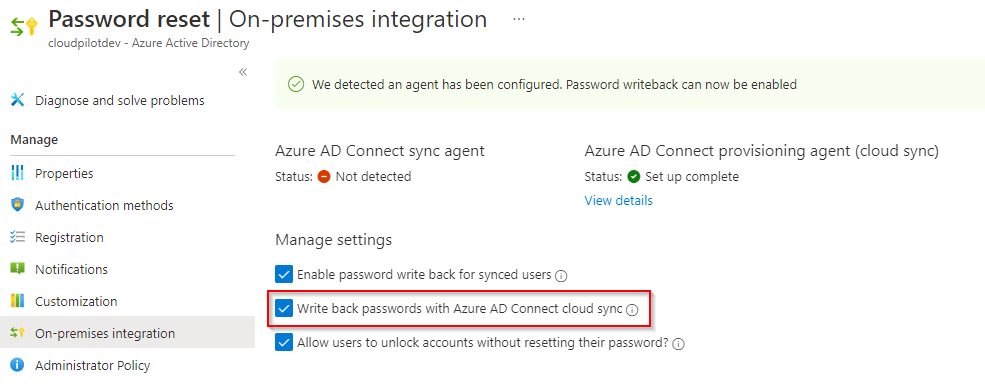 Password reset | On-premises integration ...
cloudpilotdev - Azure Active Directory
«
Diagnose and solve problems
Manage
Properties
Authentication methods
Registration
Notifications
Customization
On-premises integration
Administrator Policy
We detected an agent has been configured. Password writeback can now be enabled
Azure AD Connect sync agent
Status: Not detected
Azure AD Connect provisioning agent (cloud sync)
Status: Set up complete
View details
Manage settings
Enable password write back for synced users
Write back passwords with Azure AD Connect cloud sync
Allow users to unlock accounts without resetting their password?